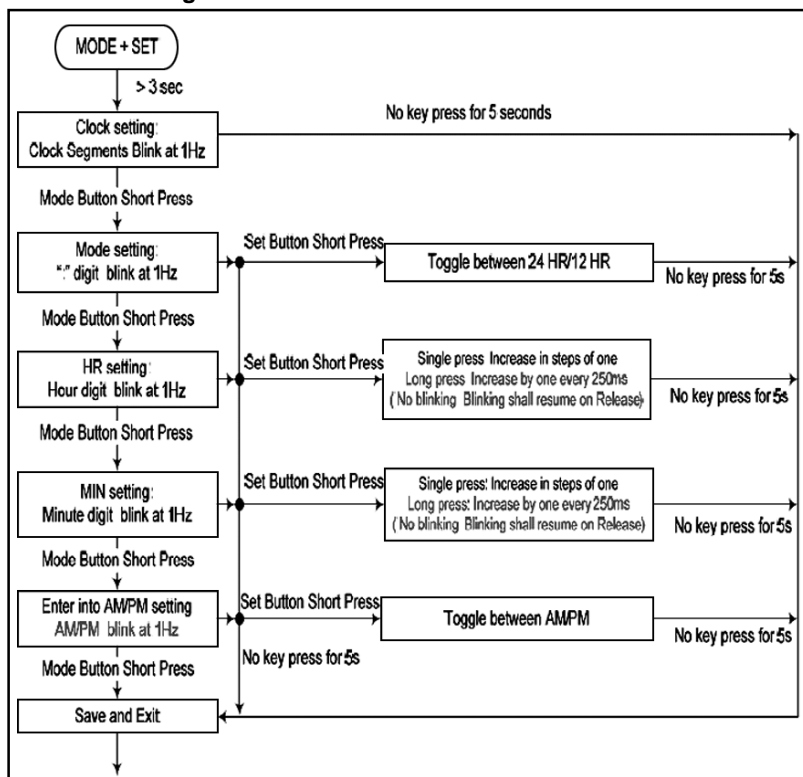 MODE + SET
> 3 sec
Clock setting:
Clock Segments Blink at 1Hz
No key press for 5 seconds
Mode Button Short Press
Mode setting:
":" digit blink at 1Hz
Set Button Short Press
Toggle between 24 HR/12 HR
No key press for 5s
Mode Button Short Press
HR setting:
Hour digit blink at 1Hz
Set Button Short Press
Single press Increase in steps of one
Long press Increase by one every 250ms
( No blinking Blinking shall resume on Release)
No key press for 5s
Mode Button Short Press
MIN setting:
Minute digit blink at 1Hz
Set Button Short Press
Single press: Increase in steps of one
Long press: Increase by one every 250ms
( No blinking Blinking shall resume on Release)
No key press for 5s
Mode Button Short Press
Enter into AM/PM setting
AM/PM blink at 1Hz
Set Button Short Press
Toggle between AM/PM
No key press for 5s
No key press for 5s
Mode Button Short Press
Save and Exit